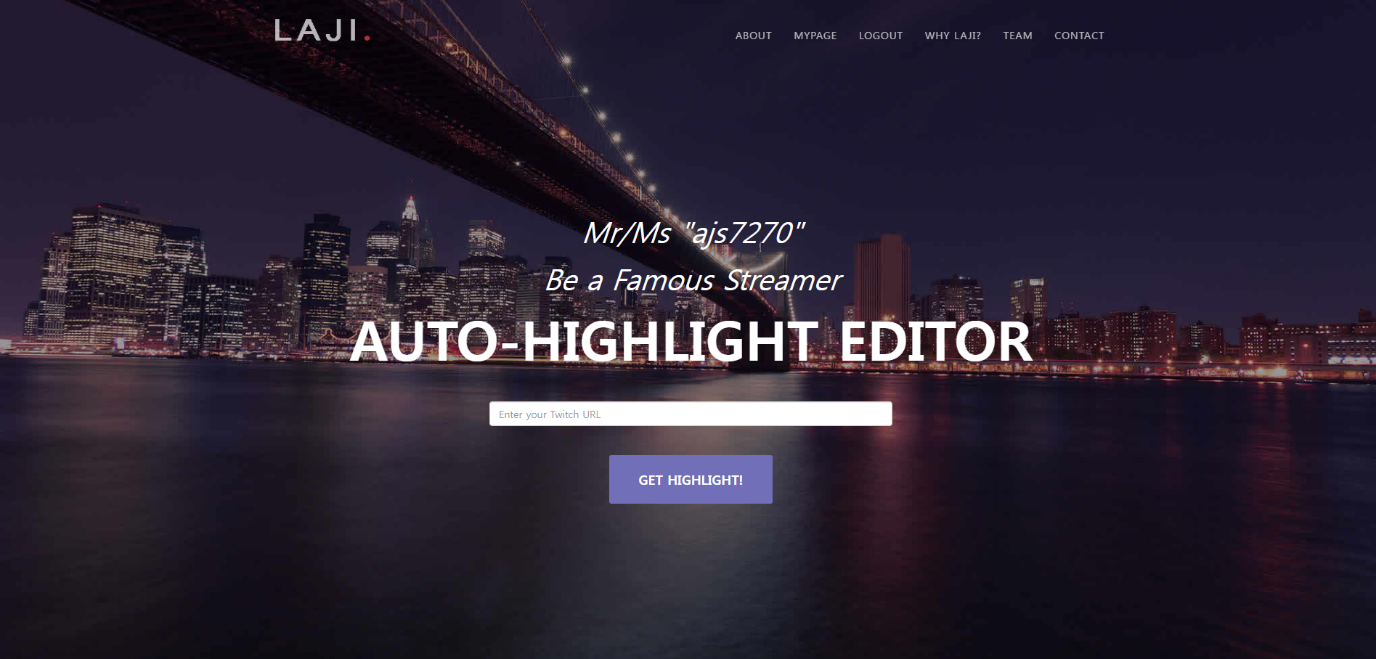 LAJI.
ABOUT MYPAGE LOGOUT WHY LAJI? TEAM CONTACT
Mr/Ms "ajs7270"
Be a Famous Streamer
AUTO-HIGHLIGHT EDITOR
Enter your Twitch URL
GET HIGHLIGHT!